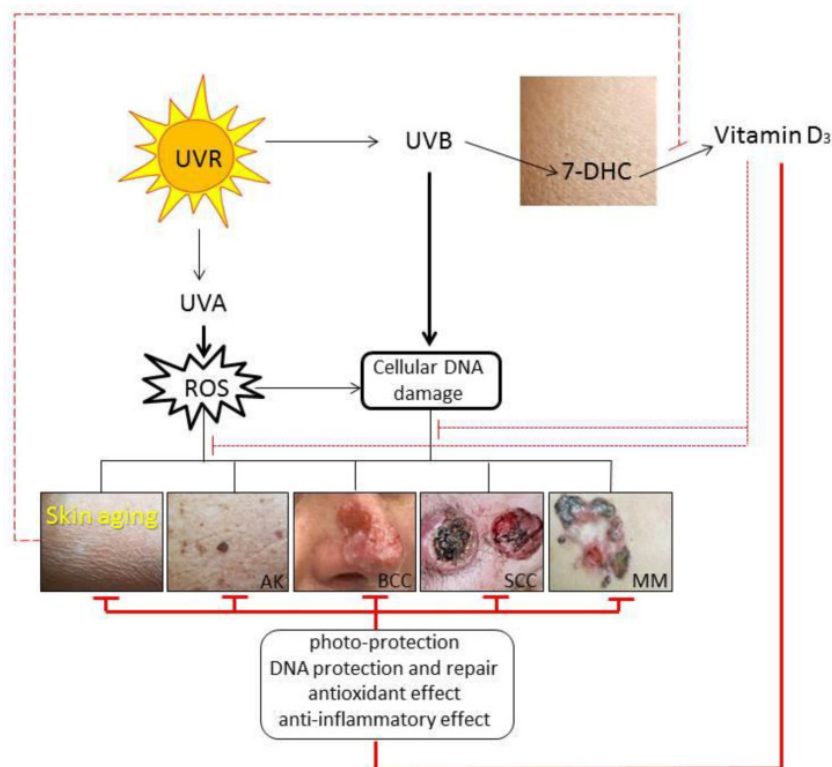 UVR
UVB
7-DHC
Vitamin D₃
UVA
ROS
Cellular DNA
damage
Skin aging
AK
BCC
SCC
MM
photo-protection
DNA protection and repair
antioxidant effect
anti-inflammatory effect